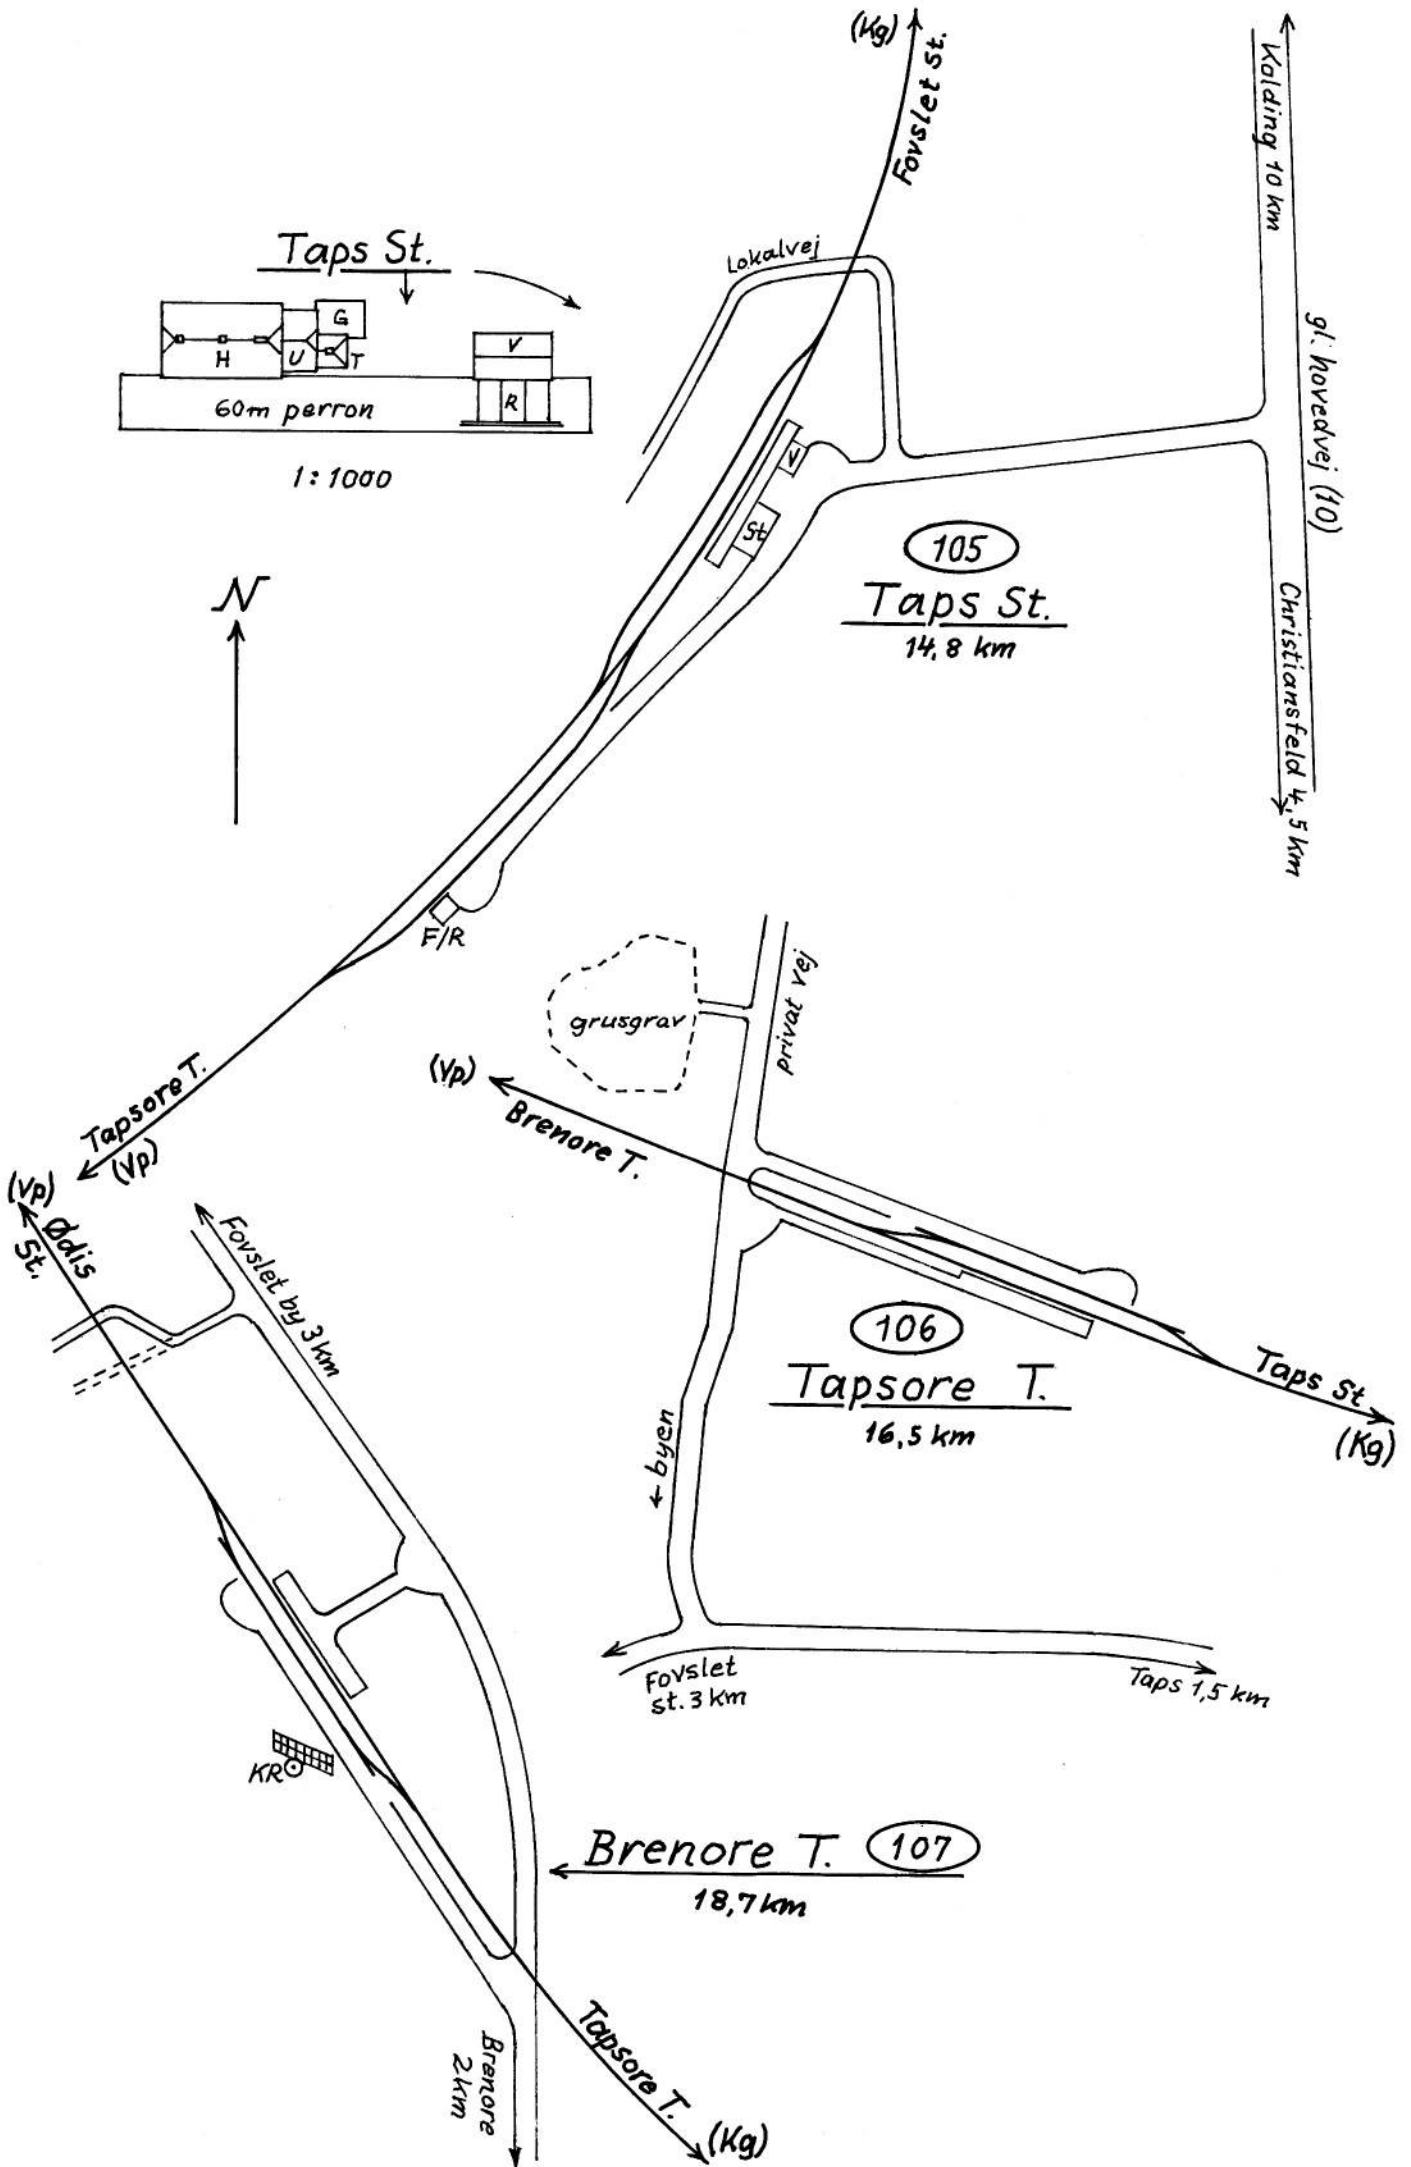 (Kg)
Fovslet St.
Kolding 10 km
Lokalvej
Taps St.
G
H
U
T
V
R
60m perron
1:1000
gl. hovedvej (10)
V
St
105
Taps St.
14,8 km
N
Christiansfeld 4,5 km
F/R
grusgrav
privat vej
(Vp)
Brenore T.
Tapsore T.
(Vp)
(Vp)
Ødis
St.
Fovslet by 3 km
106
Tapsore T.
16,5 km
Taps St
(Kg)
← byen
Fovslet
st. 3 km
Taps 1,5 km
KR
Brenore T.
107
18,7 km
Brenore
2 km
Tapsore T.
(Kg)